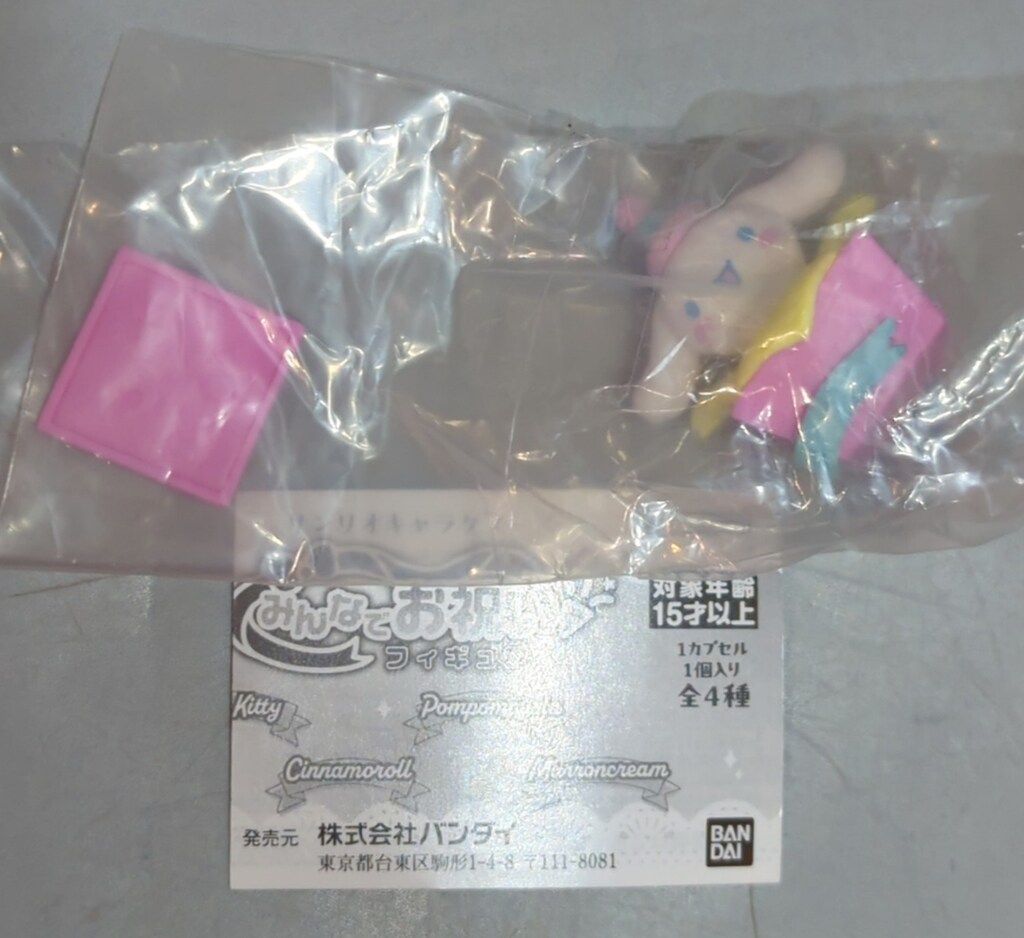 サンリオキャラクターズ
みんなでお祝い
フィギュ
対象年齢
15才以上
1カプセル
1個入り
全4種
Kitty
Pompompurin
Cinnamoroll
Marroncream
発売元 株式会社バンダイ
東京都台東区駒形1-4-8 〒111-8081
BAN
DAI